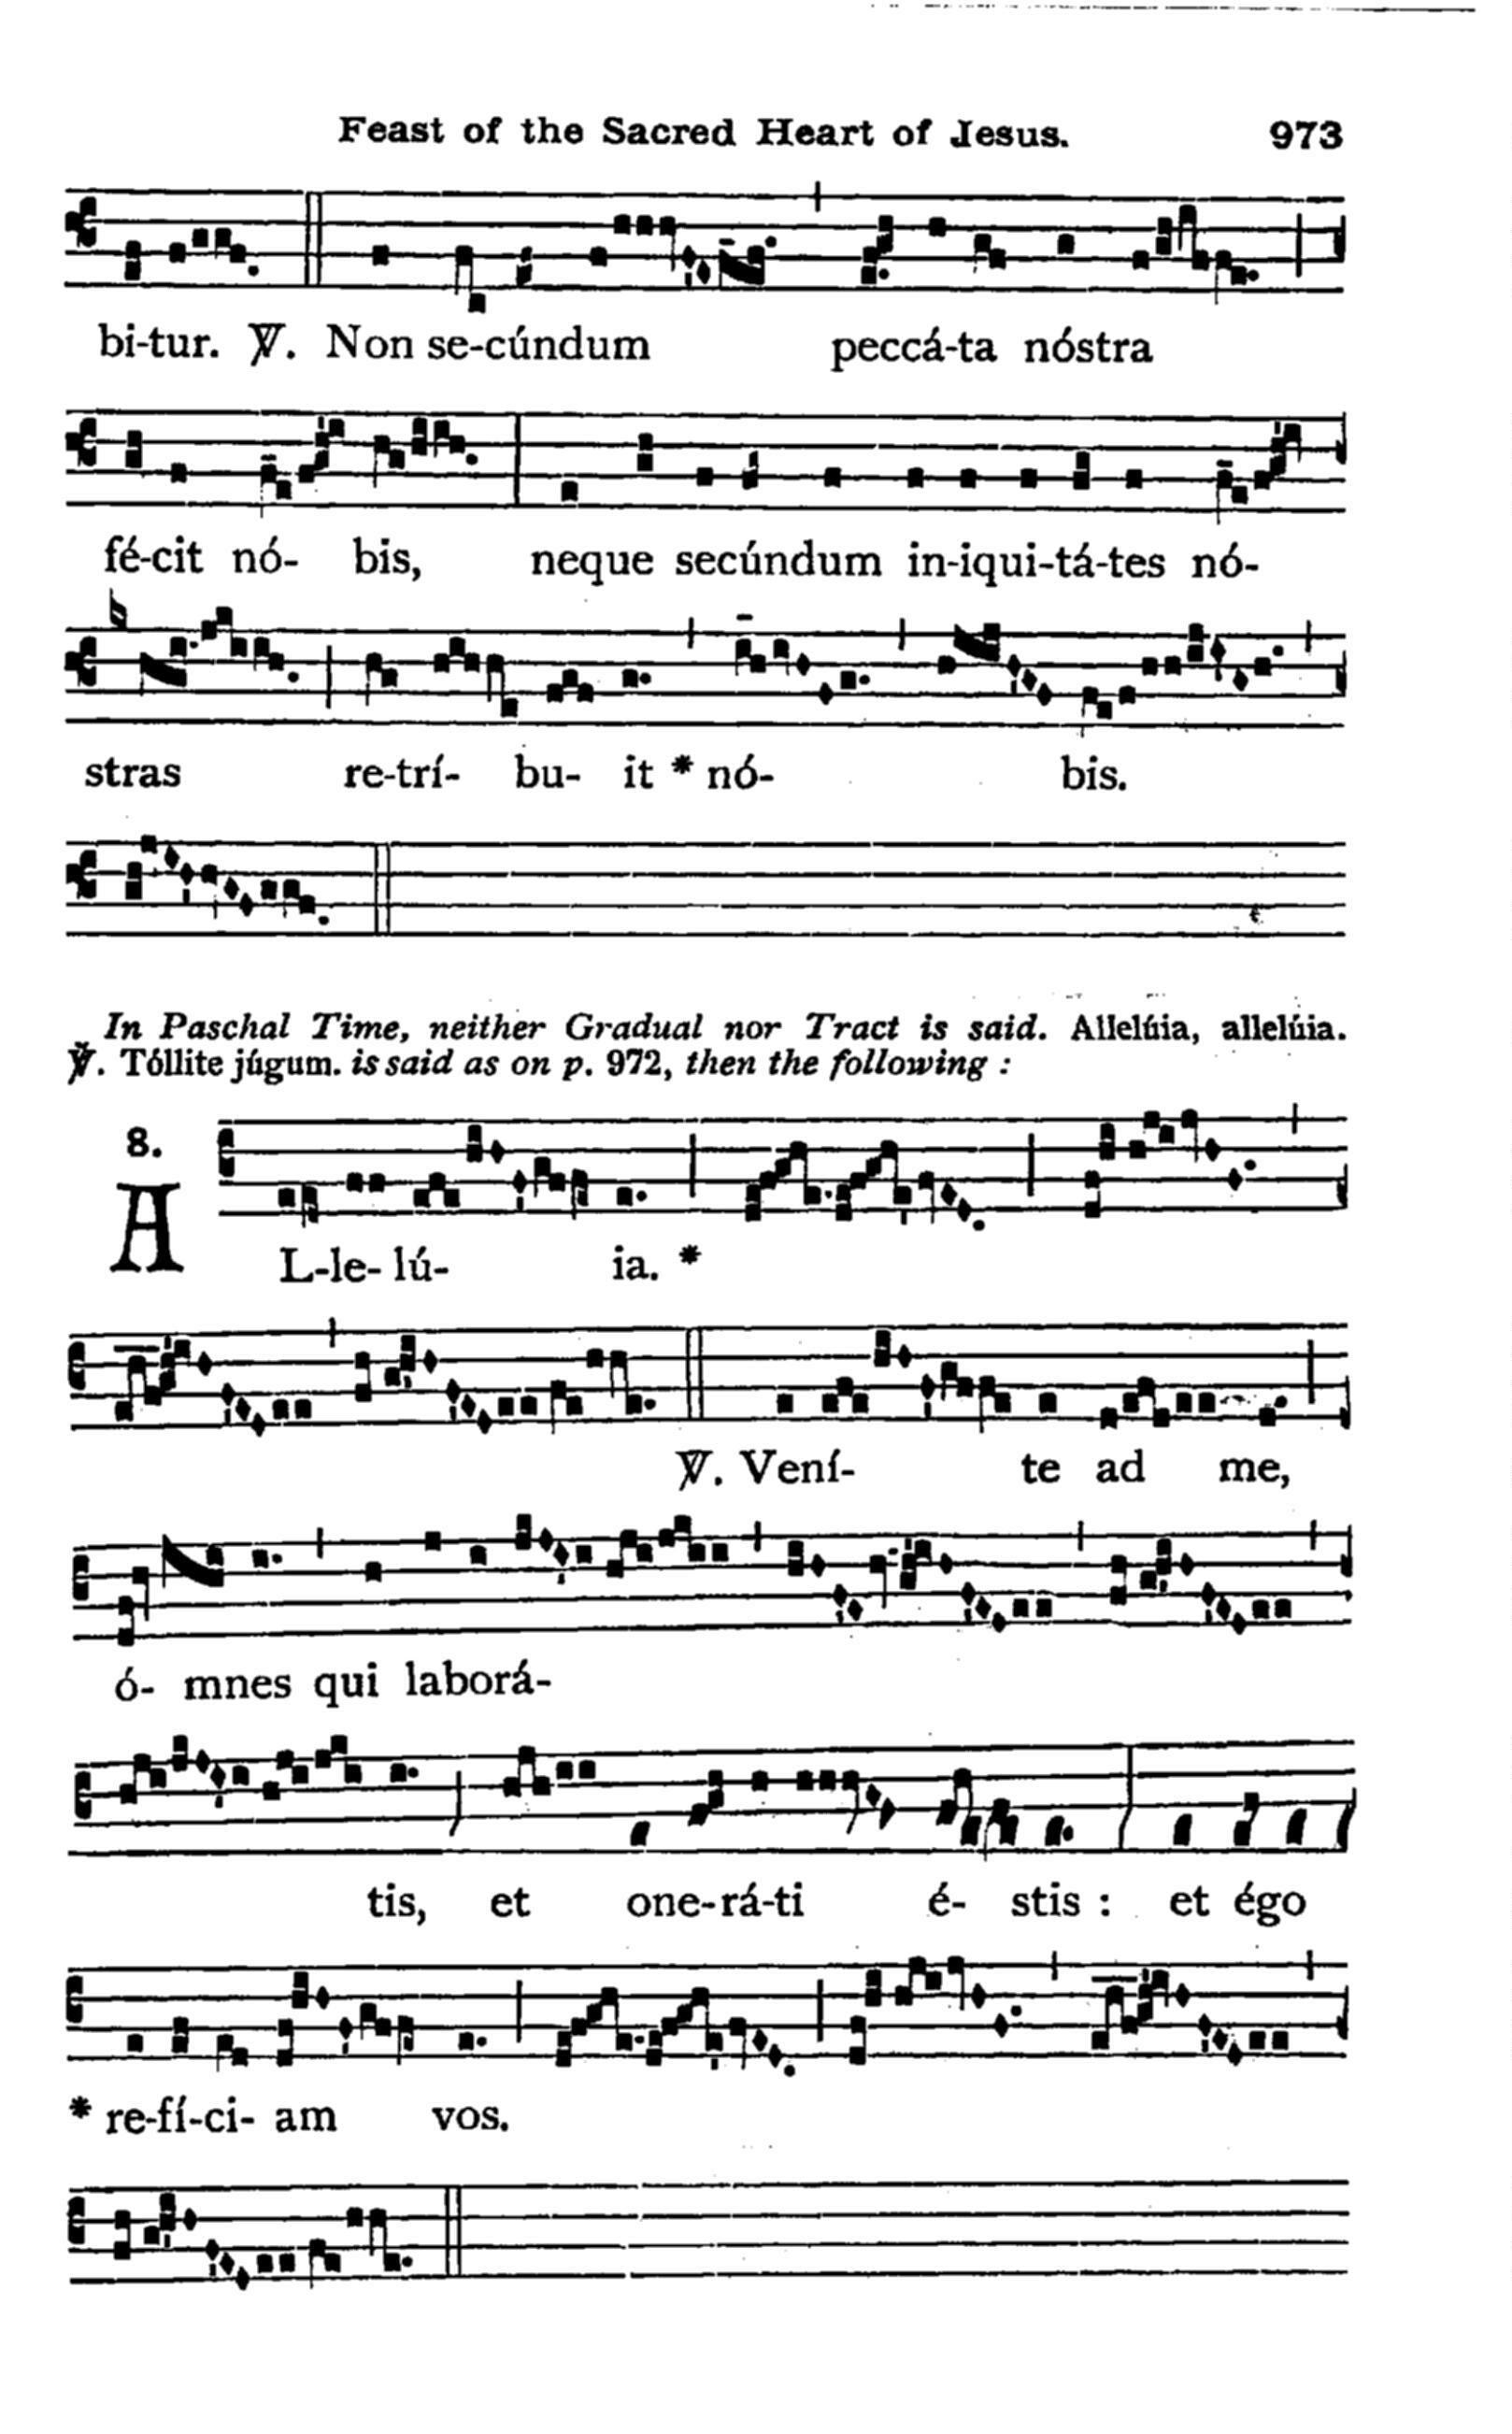 Feast of the Sacred Heart of Jesus. 973
bi-tur. ℣. Non se-cúndum peccá-ta nóstra
fé-cit nó- bis, neque secúndum in-iqui-tá-tes nó-
stras re-trí- bu- it * nó- bis.
In Paschal Time, neither Gradual nor Tract is said. Allelúia, allelúia.
℣. Tóllite júgum. is said as on p. 972, then the following :
8.
AL-le- lú- ia. *
℣. Vení- te ad me,
ó- mnes qui laborá-
tis, et one-rá-ti é- stis : et égo
* re-fí-ci- am vos.